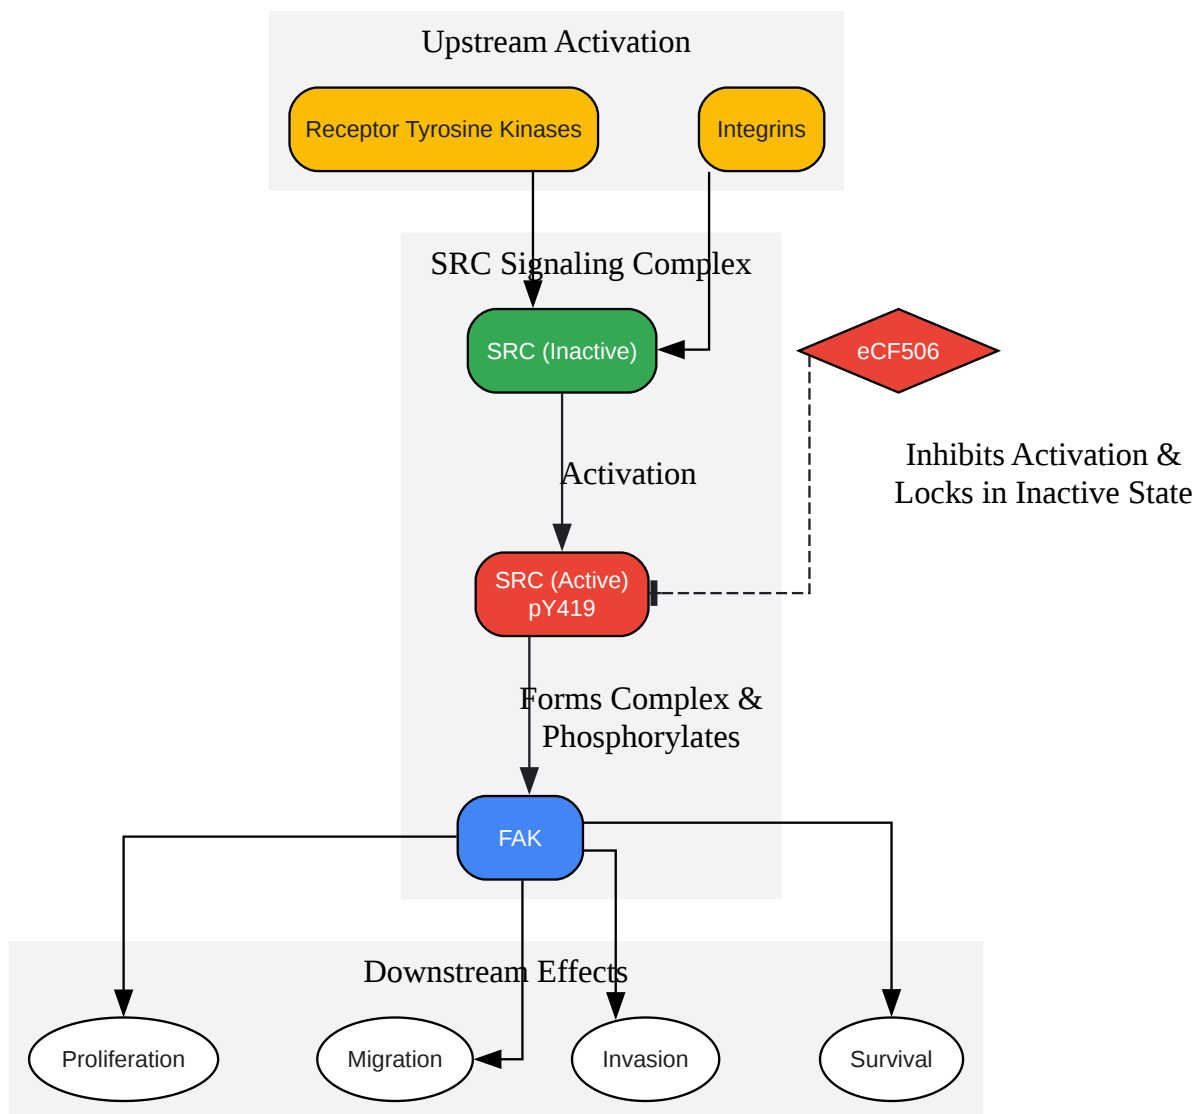 Upstream Activation
Receptor Tyrosine Kinases
Integrins
SRC Signaling Complex
SRC (Inactive)
eCF506
Inhibits Activation &
Locks in Inactive State
Activation
SRC (Active)
pY419
Forms Complex &
Phosphorylates
FAK
Downstream Effects
Proliferation
Migration
Invasion
Survival